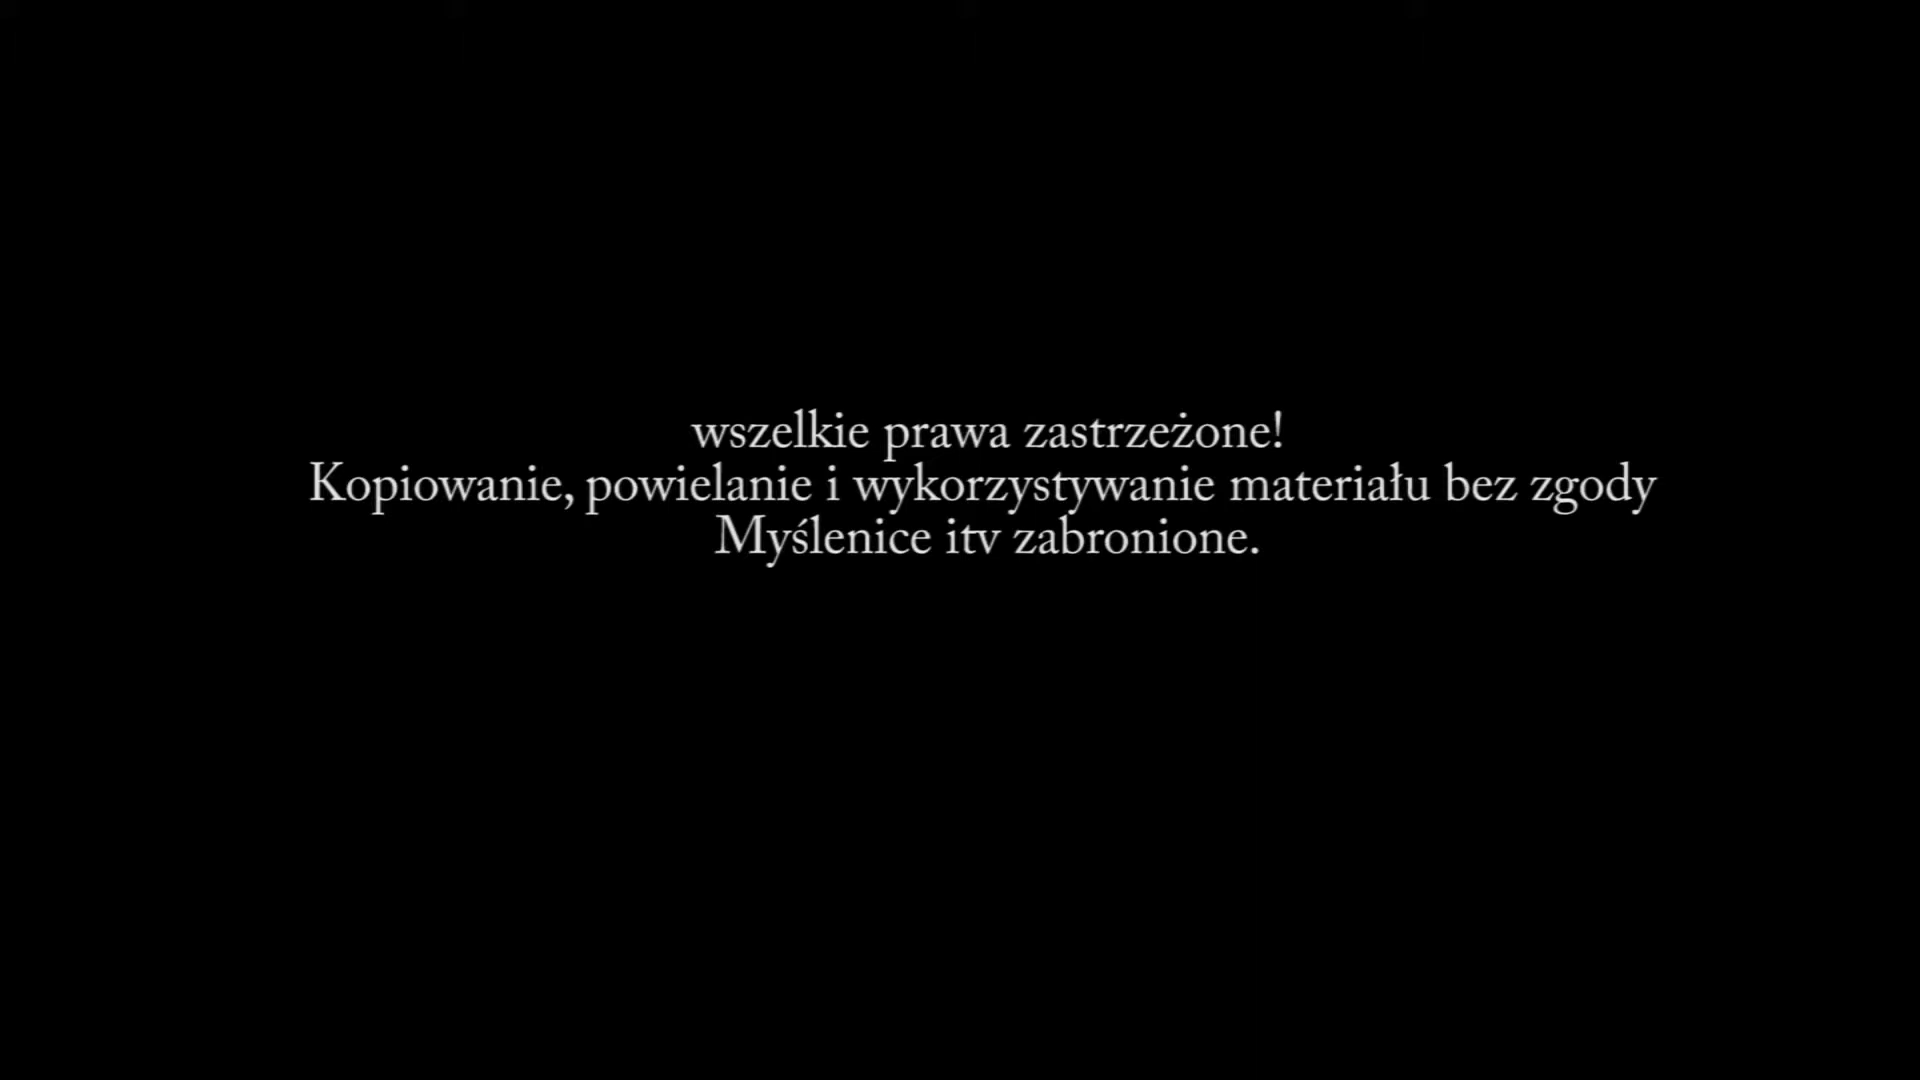 wszelkie prawa zastrzeżone!
Kopiowanie, powielanie i wykorzystywanie materiału bez zgody
Myślenice itv zabronione.